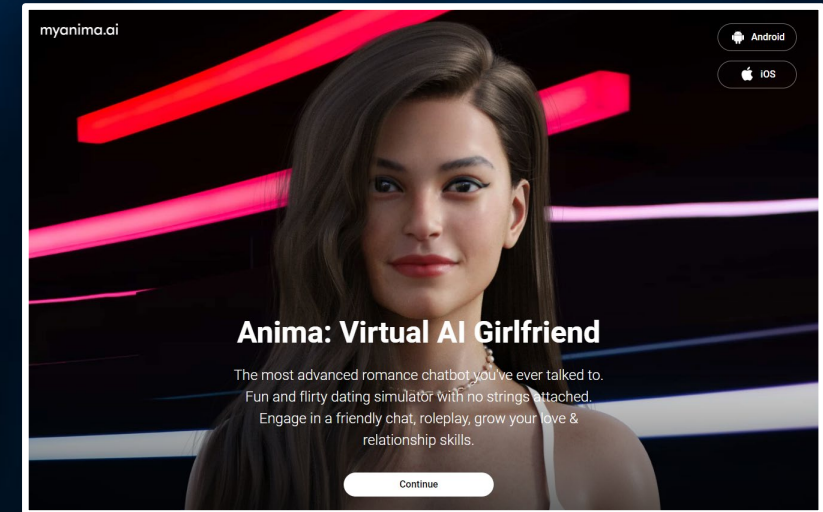 myanima.ai
Android
iOS
Anima: Virtual AI Girlfriend
The most advanced romance chatbot you've ever talked to.
Fun and flirty dating simulator with no strings attached.
Engage in a friendly chat, roleplay, grow your love &
relationship skills.
Continue